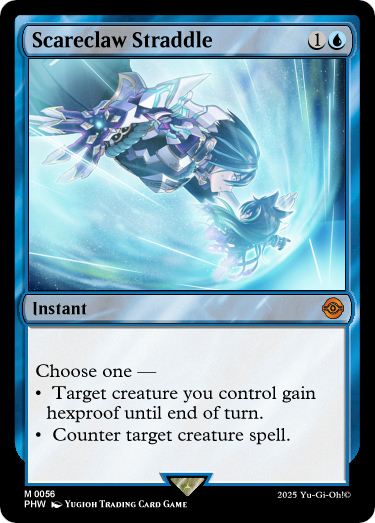 Scareclaw Straddle 1
Instant
Choose one —
• Target creature you control gain
hexproof until end of turn.
• Counter target creature spell.
M 0056
PHW Yugioh Trading Card Game
2025 Yu-Gi-Oh!©